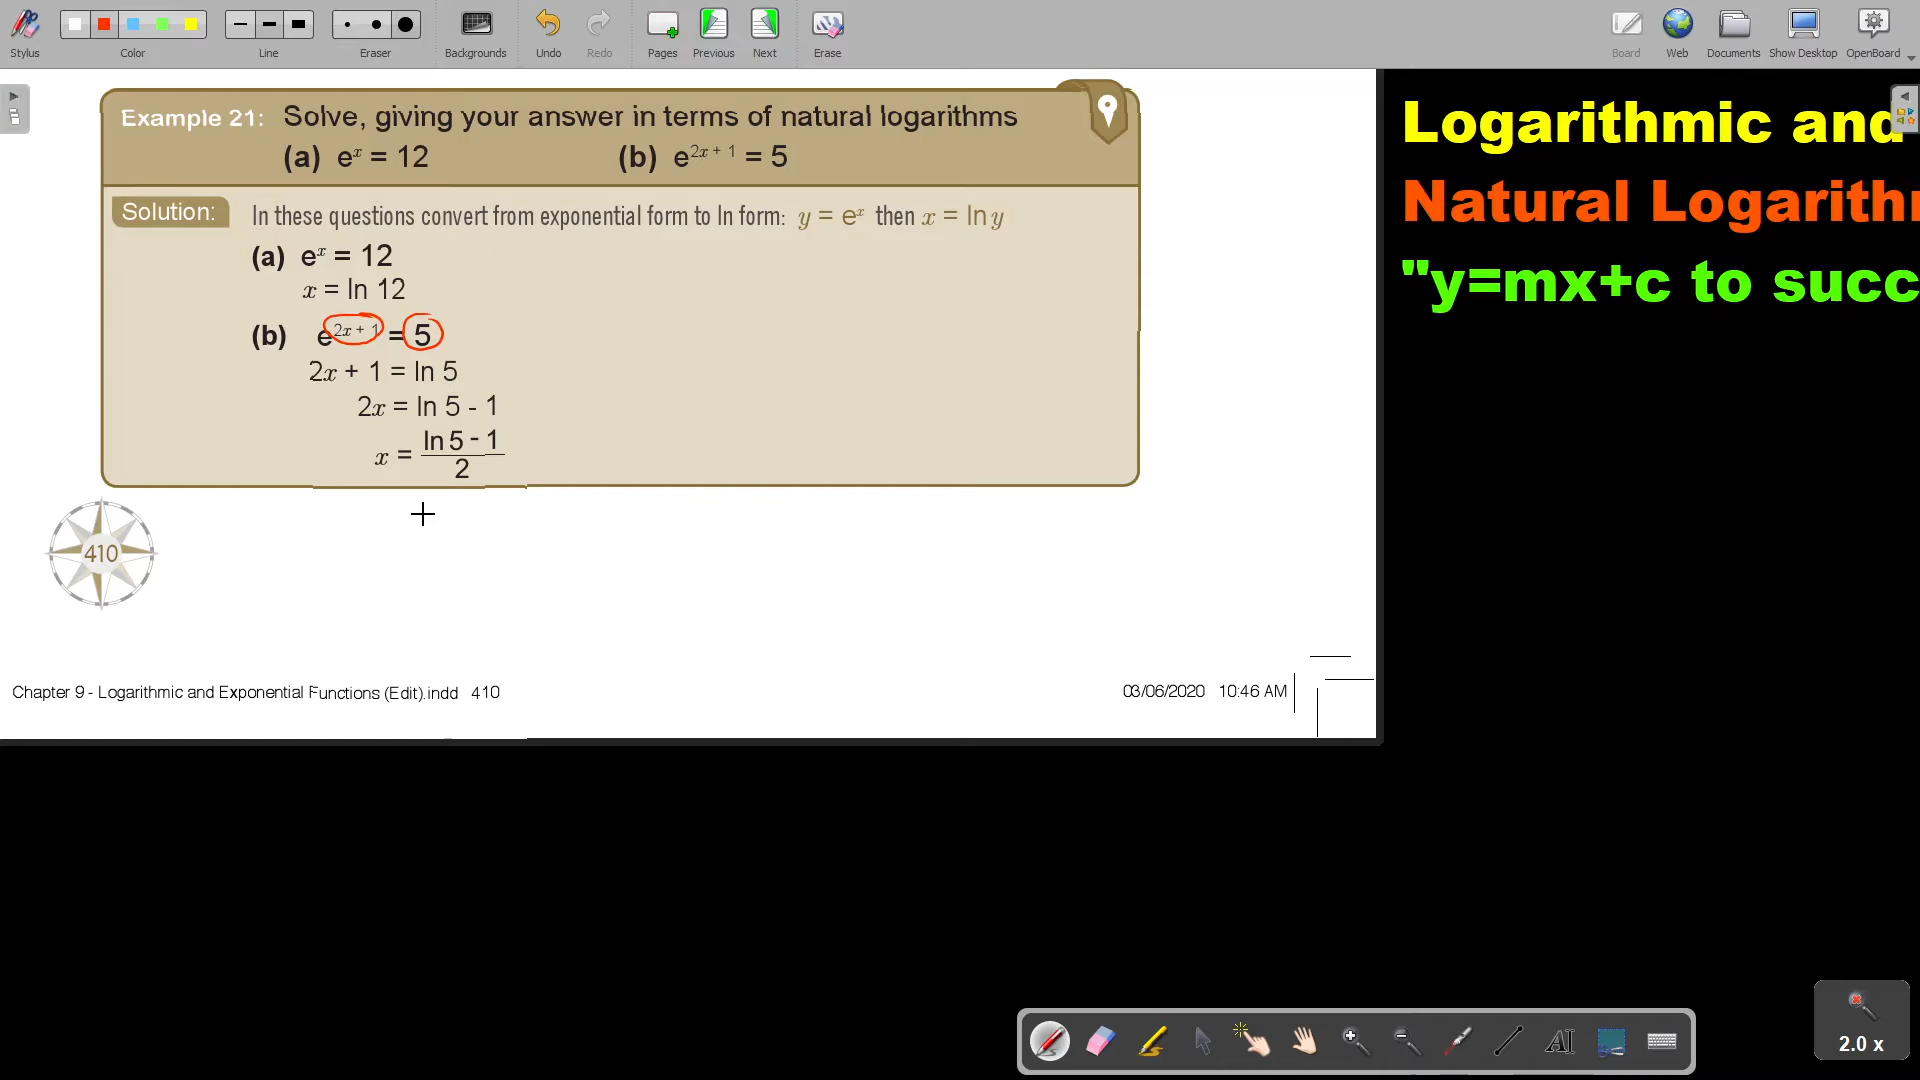 Stylus Color Line Eraser Backgrounds Undo Redo Pages Previous Next Erase Board Web Documents Show Desktop OpenBoard
Example 21: Solve, giving your answer in terms of natural logarithms
(a) eˣ = 12 (b) e²ˣ ⁺ ¹ = 5
Solution: In these questions convert from exponential form to ln form: y = eˣ then x = ln y
(a) eˣ = 12
x = ln 12
(b) e²ˣ ⁺ ¹ = 5
2x + 1 = ln 5
2x = ln 5 - 1
x = (ln 5 - 1)/2
410
Chapter 9 - Logarithmic and Exponential Functions (Edit).indd 410 03/06/2020 10:46 AM
Logarithmic and
Natural Logarith
"y=mx+c to succ
2.0 x